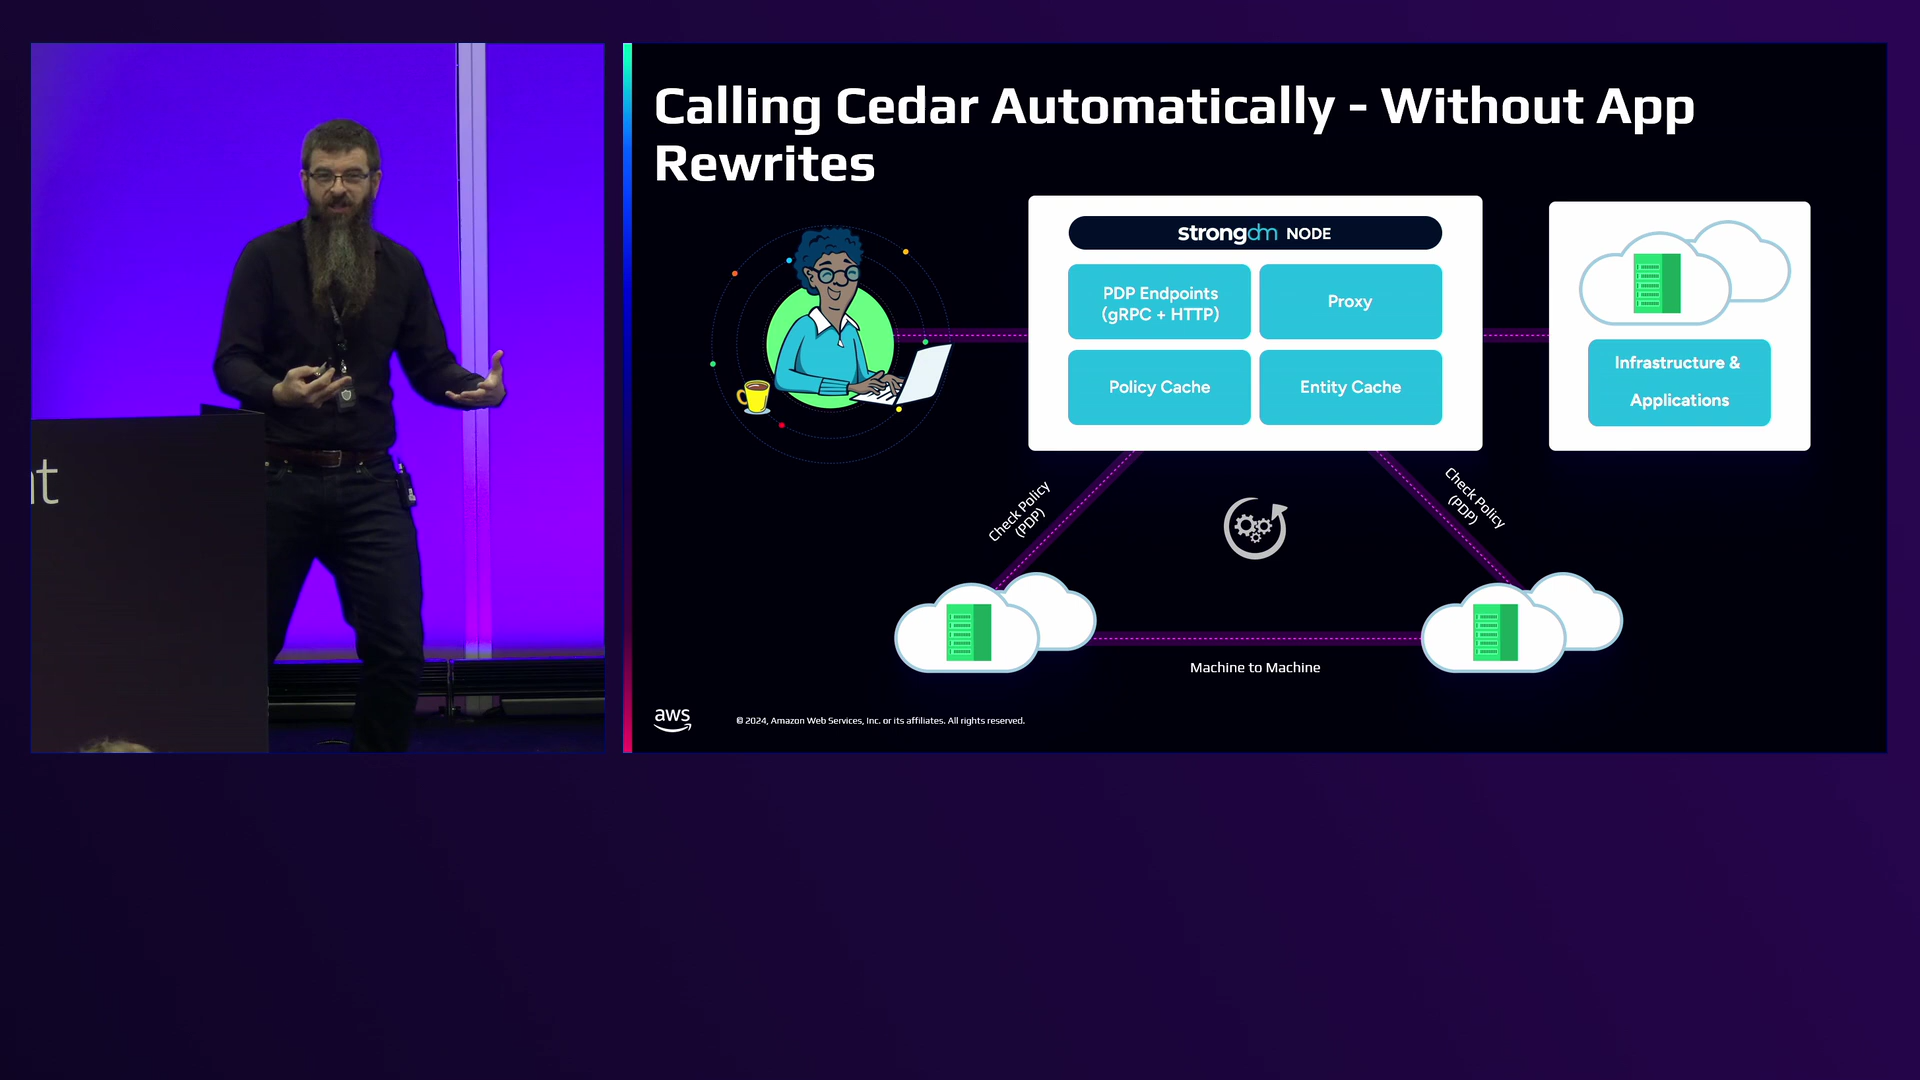 nt
Calling Cedar Automatically - Without App
Rewrites
strongdm NODE
PDP Endpoints
(gRPC + HTTP)
Proxy
Policy Cache
Entity Cache
Infrastructure &
Applications
Check Policy
(PDP)
Check Policy
(PDP)
Machine to Machine
aws
© 2024, Amazon Web Services, Inc. or its affiliates. All rights reserved.